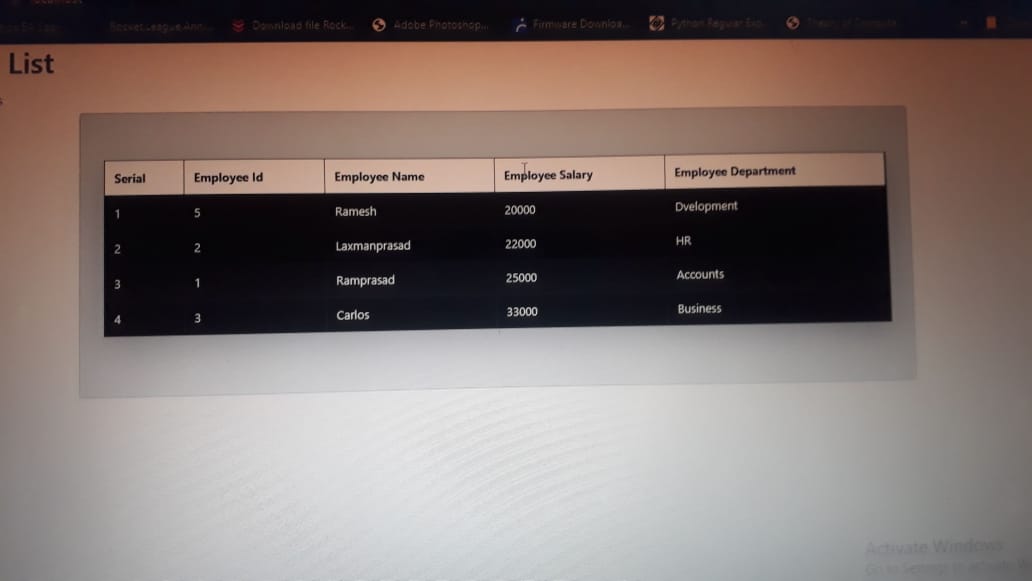 Rocket League Ann... Download file Rock... Adobe Photoshop... Firmware Downloa... Python Regular Exp... Theory of Computa...
List
Serial Employee Id Employee Name Employee Salary Employee Department
1 5 Ramesh 20000 Dvelopment
2 2 Laxmanprasad 22000 HR
3 1 Ramprasad 25000 Accounts
4 3 Carlos 33000 Business
Activate Windows
Go to Settings to activate